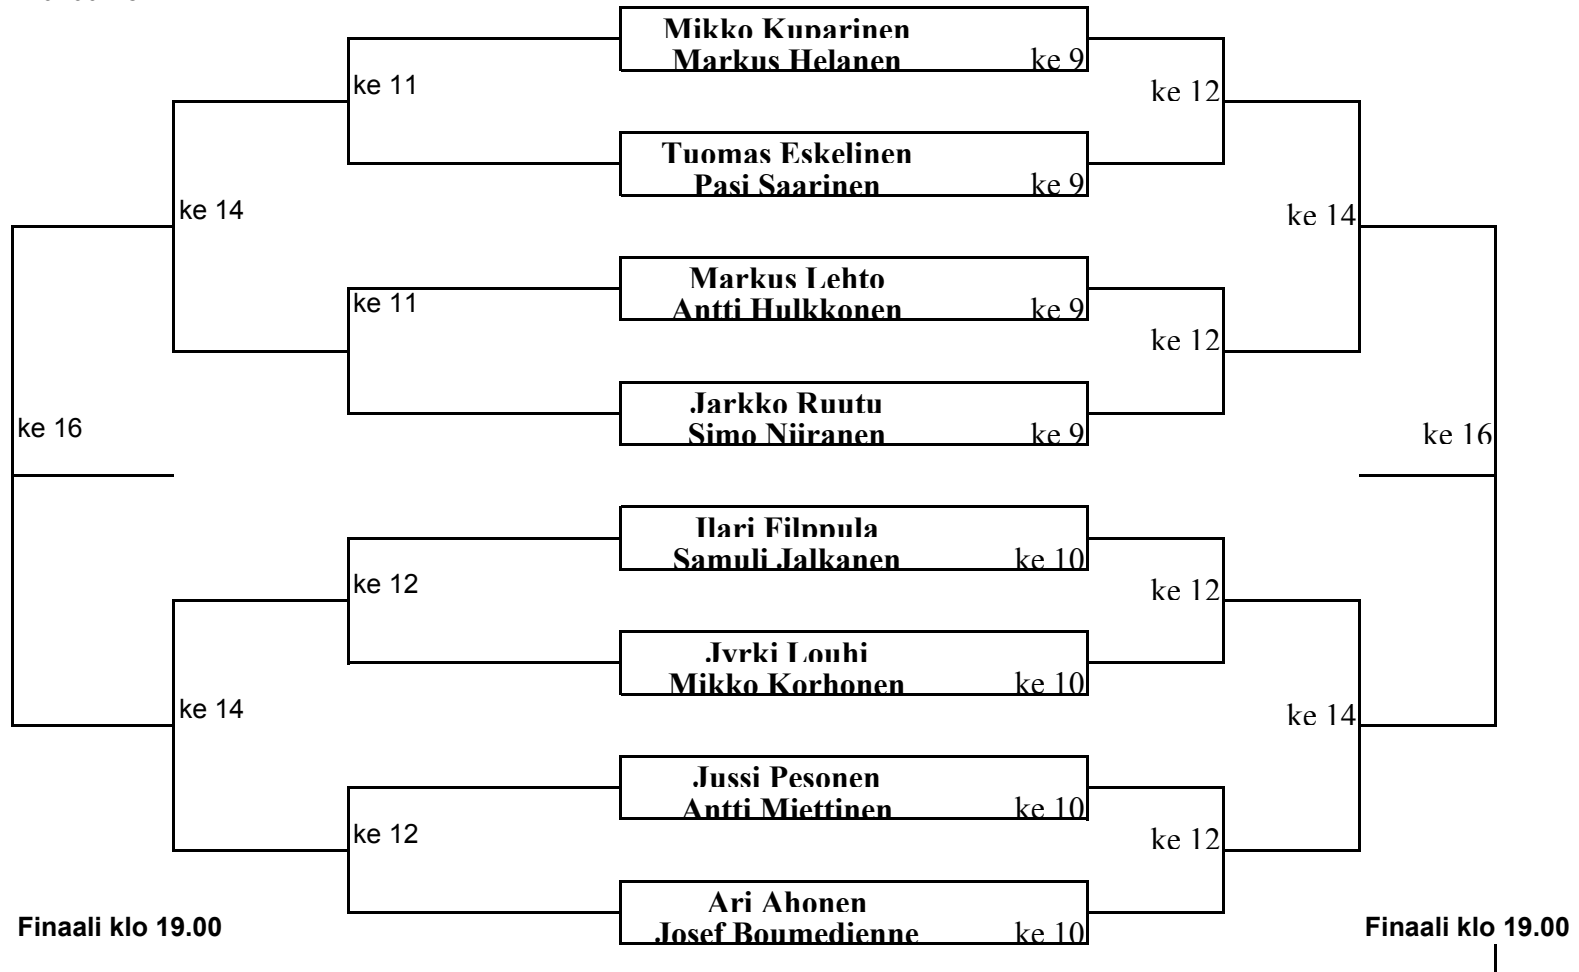 Mikko Kuparinen
Markus Helanen ke 9
ke 11
ke 12
Tuomas Eskelinen
Pasi Saarinen ke 9
ke 14
ke 14
Markus Lehto
Antti Hulkkonen ke 9
ke 11
ke 12
Jarkko Ruutu
Simo Niiranen ke 9
ke 16
ke 16
Ilari Filppula
Samuli Jalkanen ke 10
ke 12
ke 12
Jyrki Louhi
Mikko Korhonen ke 10
ke 14
ke 14
Jussi Pesonen
Antti Miettinen ke 10
ke 12
ke 12
Ari Ahonen
Josef Boumedienne ke 10
Finaali klo 19.00
Finaali klo 19.00